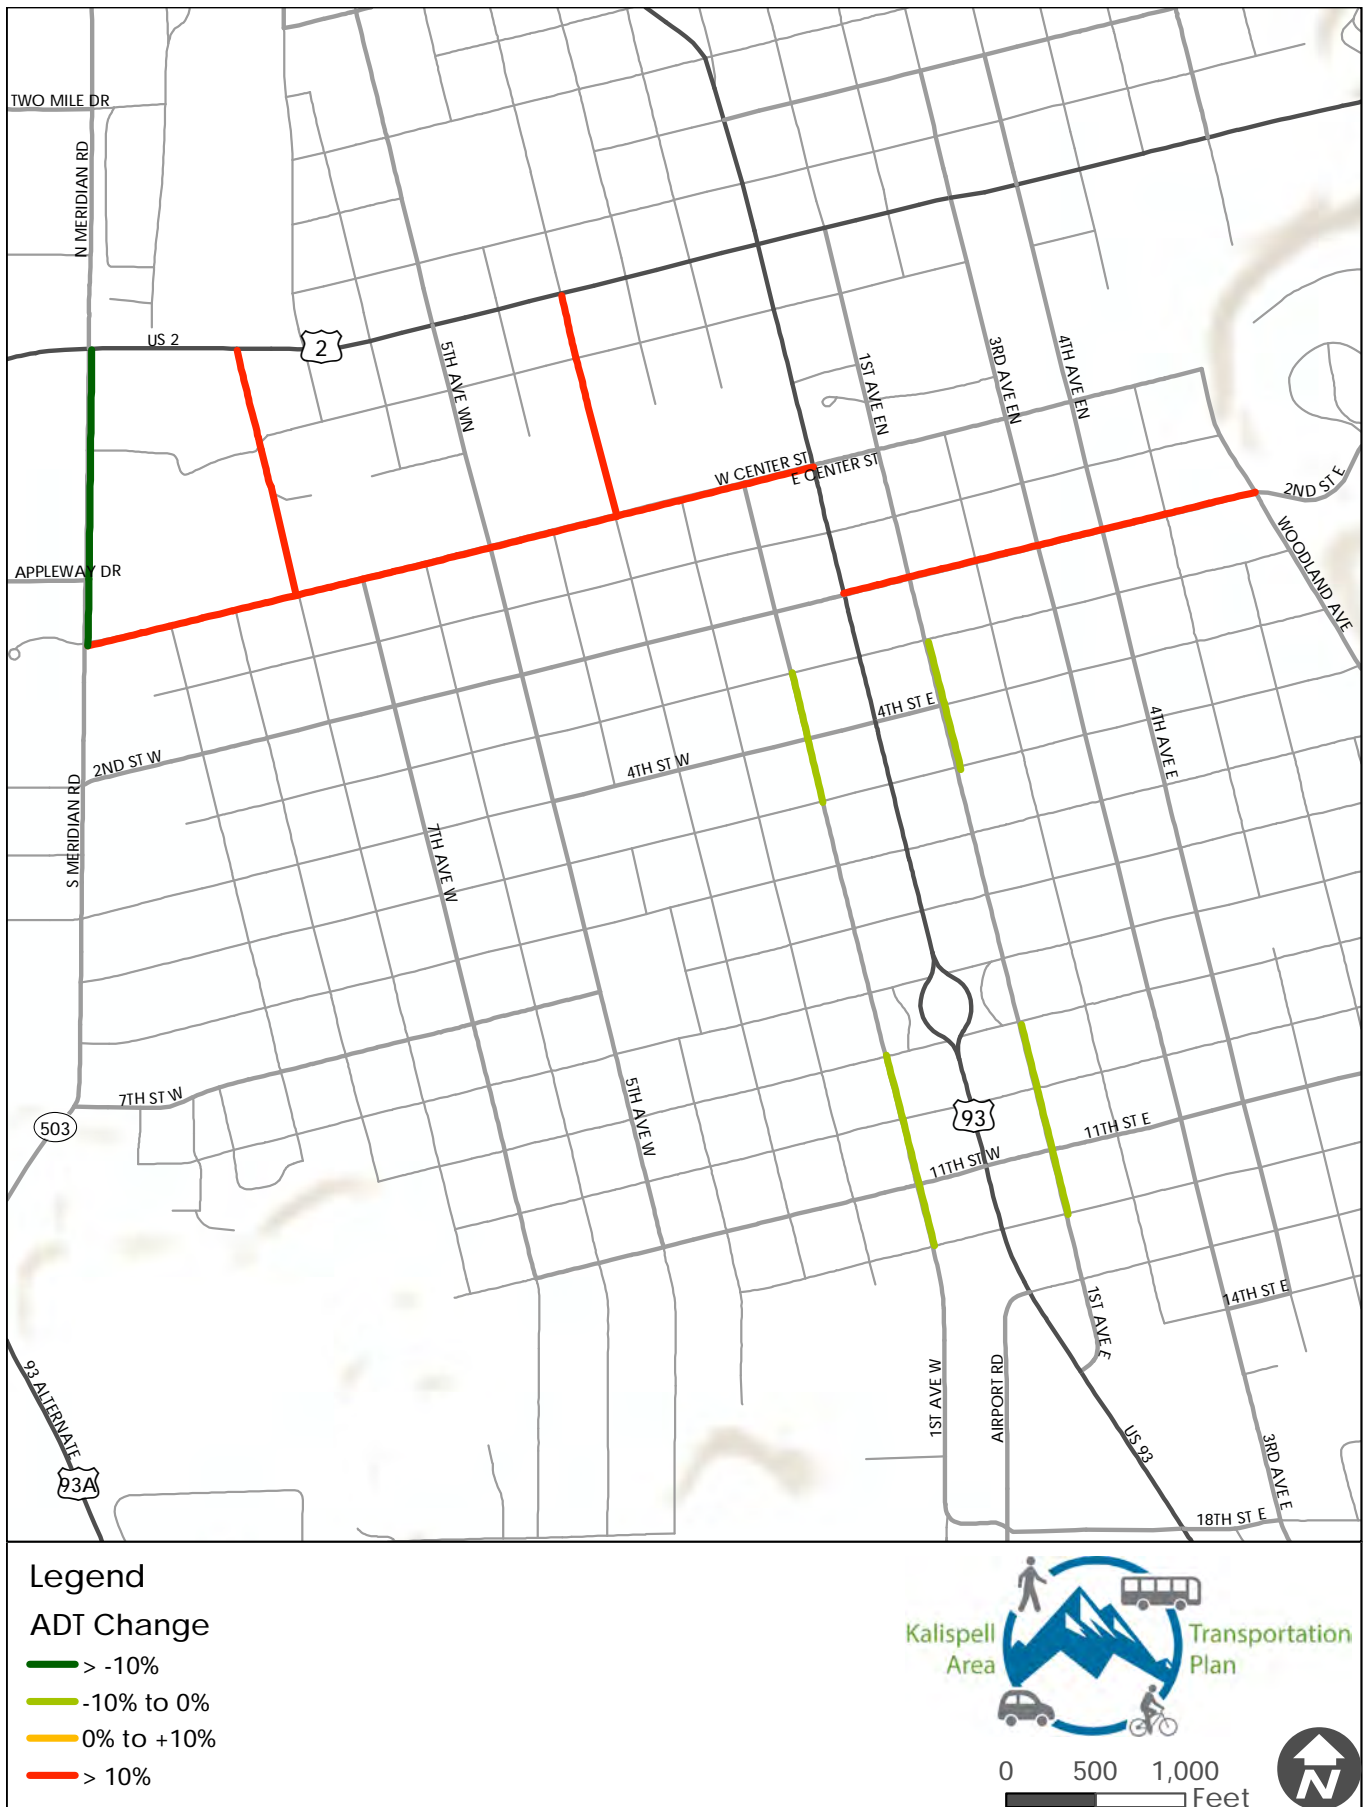 TWO MILE DR
N MERIDIAN RD
US 2
2
5TH AVE WN
1ST AVE EN
3RD AVE EN
4TH AVE EN
W CENTER ST
E CENTER ST
2ND ST E
WOODLAND AVE
APPLEWAY DR
2ND ST W
S MERIDIAN RD
4TH ST E
4TH ST W
4TH AVE E
7TH AVE W
7TH ST W
503
5TH AVE W
93
11TH ST E
11TH ST W
14TH ST E
1ST AVE E
93 ALTERNATE
93A
1ST AVE W
AIRPORT RD
US 93
3RD AVE E
18TH ST E
Legend
ADT Change
> -10%
-10% to 0%
0% to +10%
> 10%
Kalispell
Area
Transportation
Plan
0 500 1,000
Feet
N